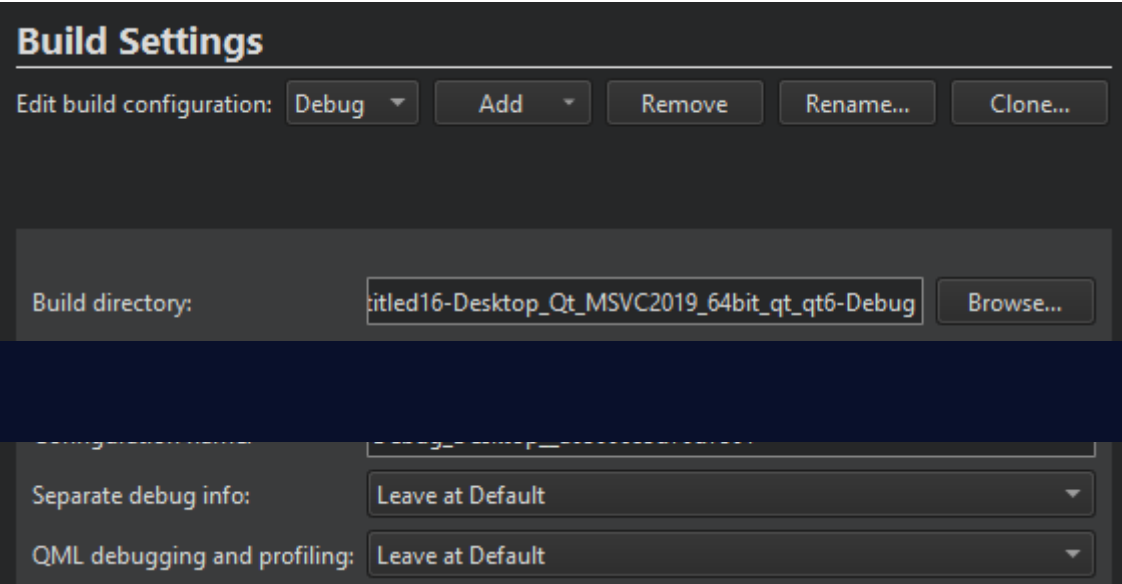 Build Settings
Edit build configuration: Debug Add Remove Rename... Clone...
Build directory: titled16-Desktop_Qt_MSVC2019_64bit_qt_qt6-Debug Browse...
Separate debug info: Leave at Default
QML debugging and profiling: Leave at Default